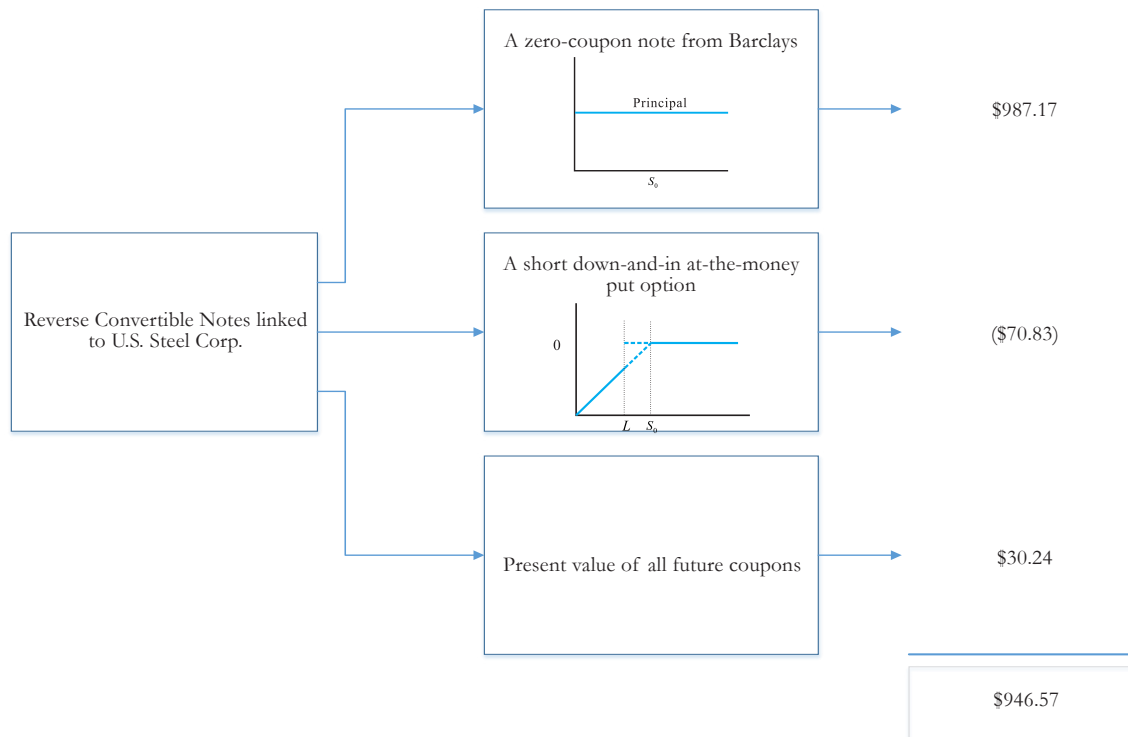 A zero-coupon note from Barclays
Principal
S₀
$987.17
Reverse Convertible Notes linked
to U.S. Steel Corp.
A short down-and-in at-the-money
put option
0
L S₀
($70.83)
Present value of all future coupons
$30.24
$946.57